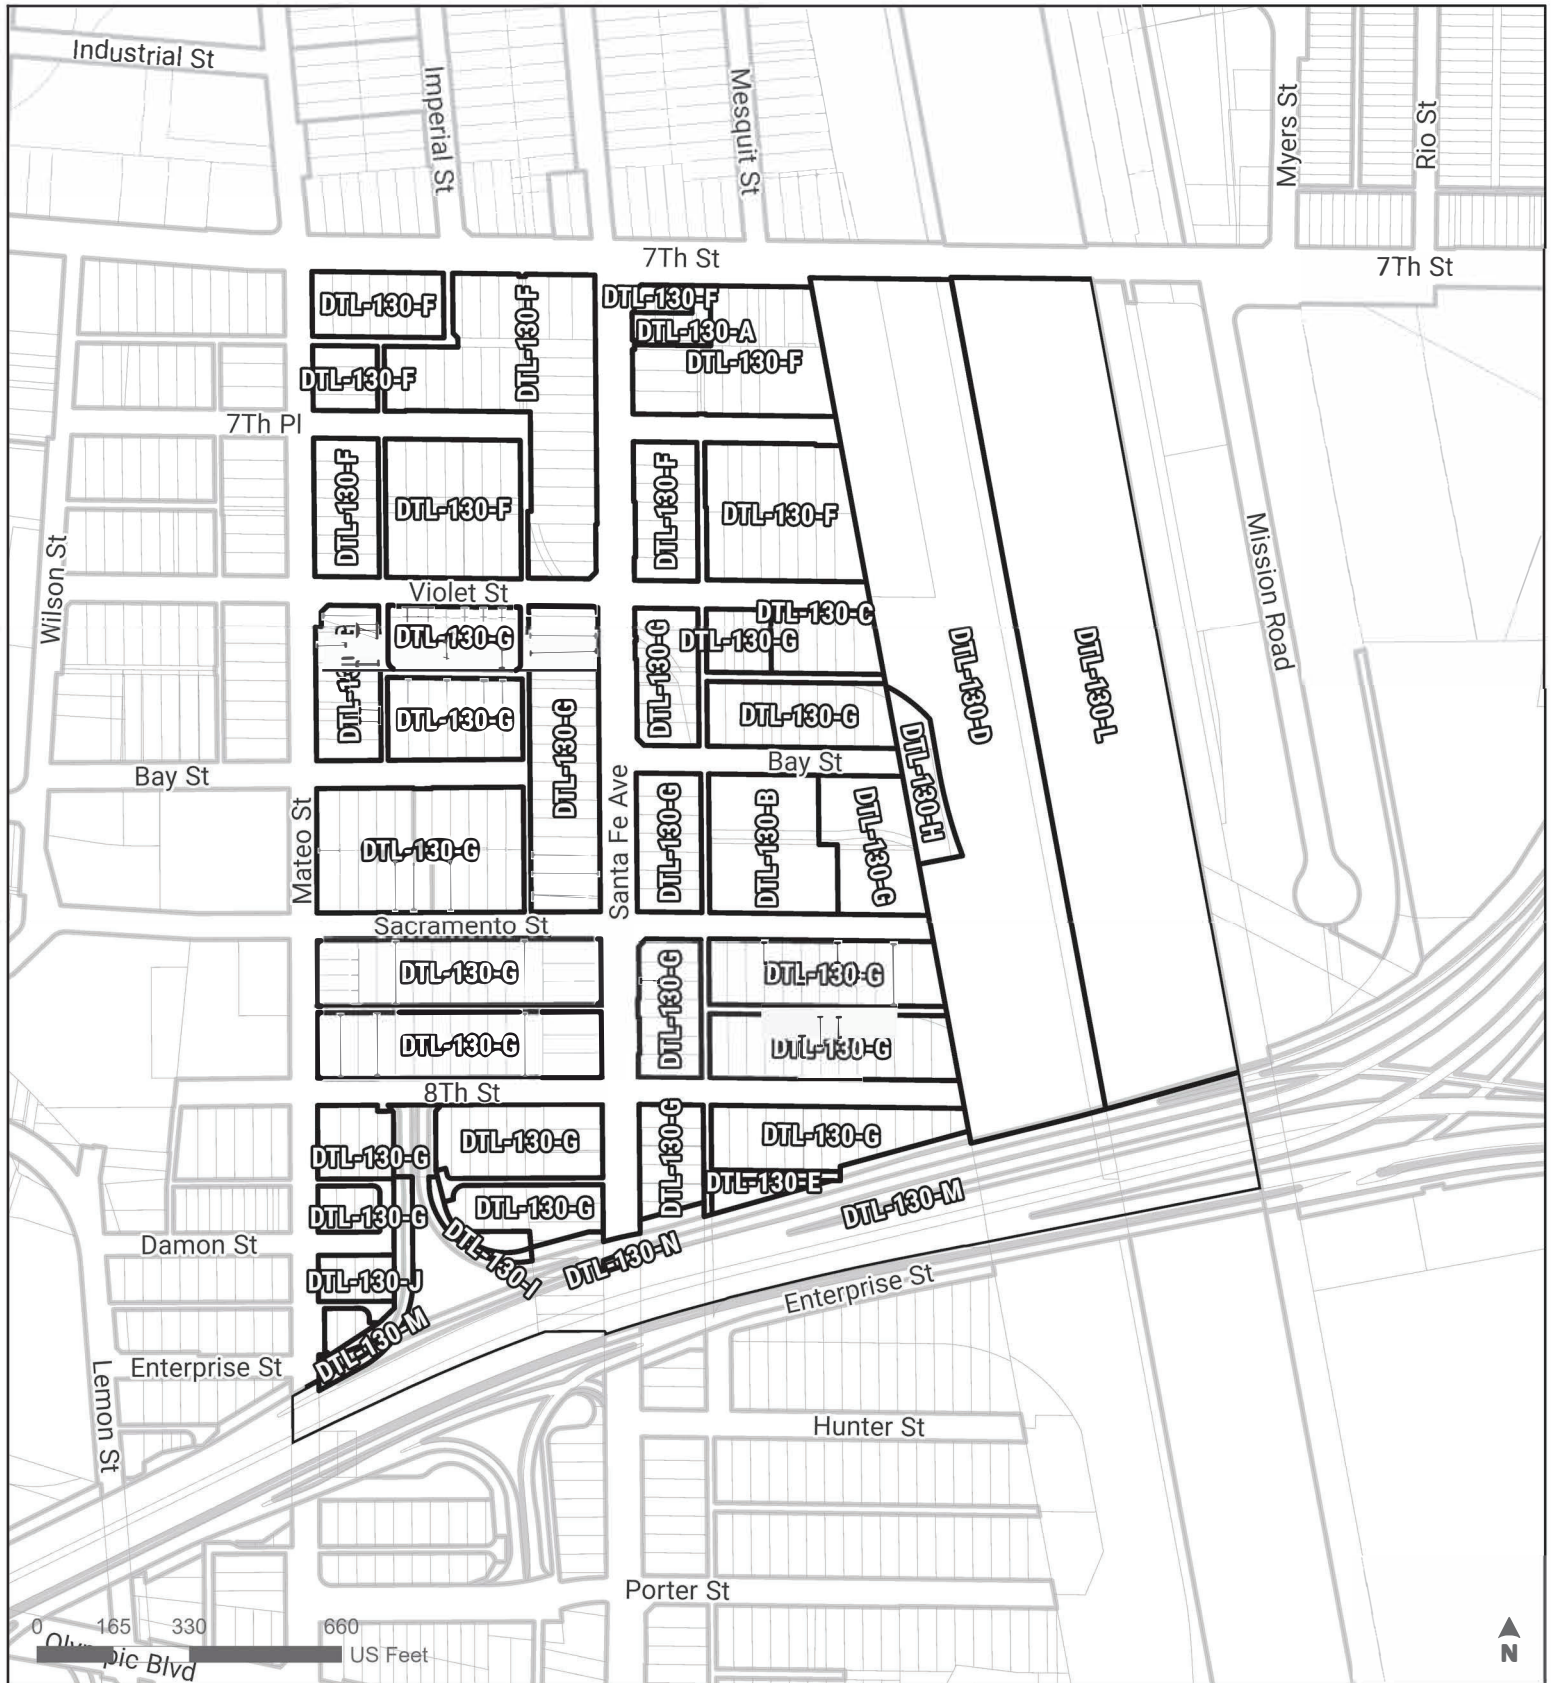 Industrial St
Imperial St
Mesquit St
Myers St
Rio St
7Th St
7Th St
DTL-130-F
DTL-130-F
DTL-130-F
DTL-130-A
DTL-130-F
DTL-130-F
7Th Pl
DTL-130-F
DTL-130-F
DTL-130-F
DTL-130-F
Wilson St
Mission Road
Violet St
DTL-130-G
DTL-130-G
DTL-130-C
DTL-130-G
DTL-130-D
DTL-130-L
DTL-130-G
DTL-130-G
DTL-130-G
DTL-130-H
Bay St
Bay St
Mateo St
Santa Fe Ave
DTL-130-G
DTL-130-G
DTL-130-B
DTL-130-G
Sacramento St
DTL-130-G
DTL-130-G
DTL-130-G
DTL-130-G
DTL-130-G
8Th St
DTL-130-G
DTL-130-G
DTL-130-G
DTL-130-G
DTL-130-E
DTL-130-G
DTL-130-G
DTL-130-M
Damon St
DTL-130-I
DTL-130-N
DTL-130-J
Enterprise St
DTL-130-M
Enterprise St
Lemon St
Hunter St
Porter St
0 165 330 660
US Feet
Olympic Blvd
N